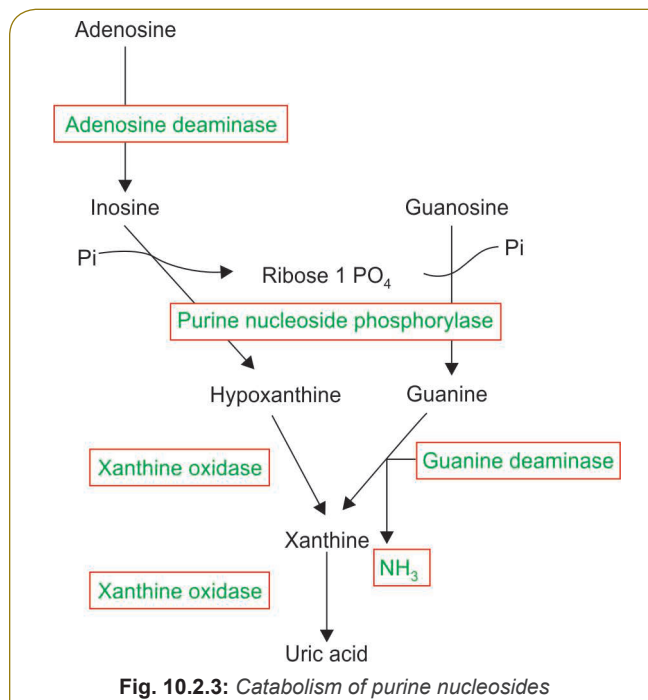 Adenosine
Adenosine deaminase
Inosine
Guanosine
Pi
Ribose 1 PO₄
Pi
Purine nucleoside phosphorylase
Hypoxanthine
Guanine
Xanthine oxidase
Guanine deaminase
Xanthine
NH₃
Xanthine oxidase
Uric acid
Fig. 10.2.3: Catabolism of purine nucleosides